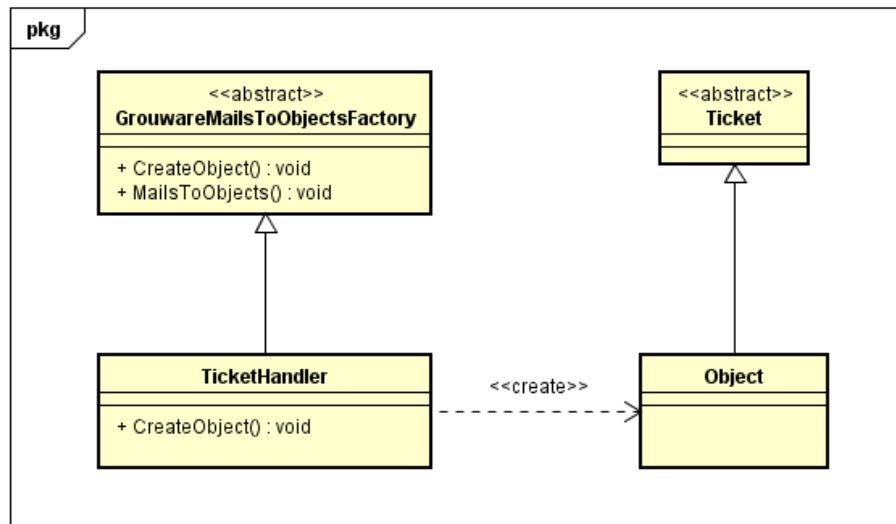 pkg
<<abstract>>
GrouwareMailsToObjectsFactory
+ CreateObject() : void
+ MailsToObjects() : void
<<abstract>>
Ticket
TicketHandler
+ CreateObject() : void
<<create>>
Object